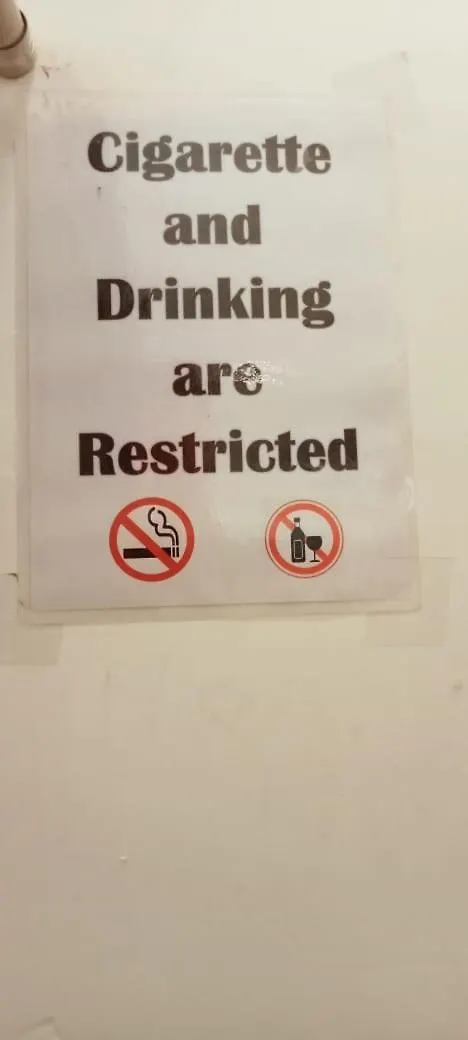 Cigarette
and
Drinking
are
Restricted